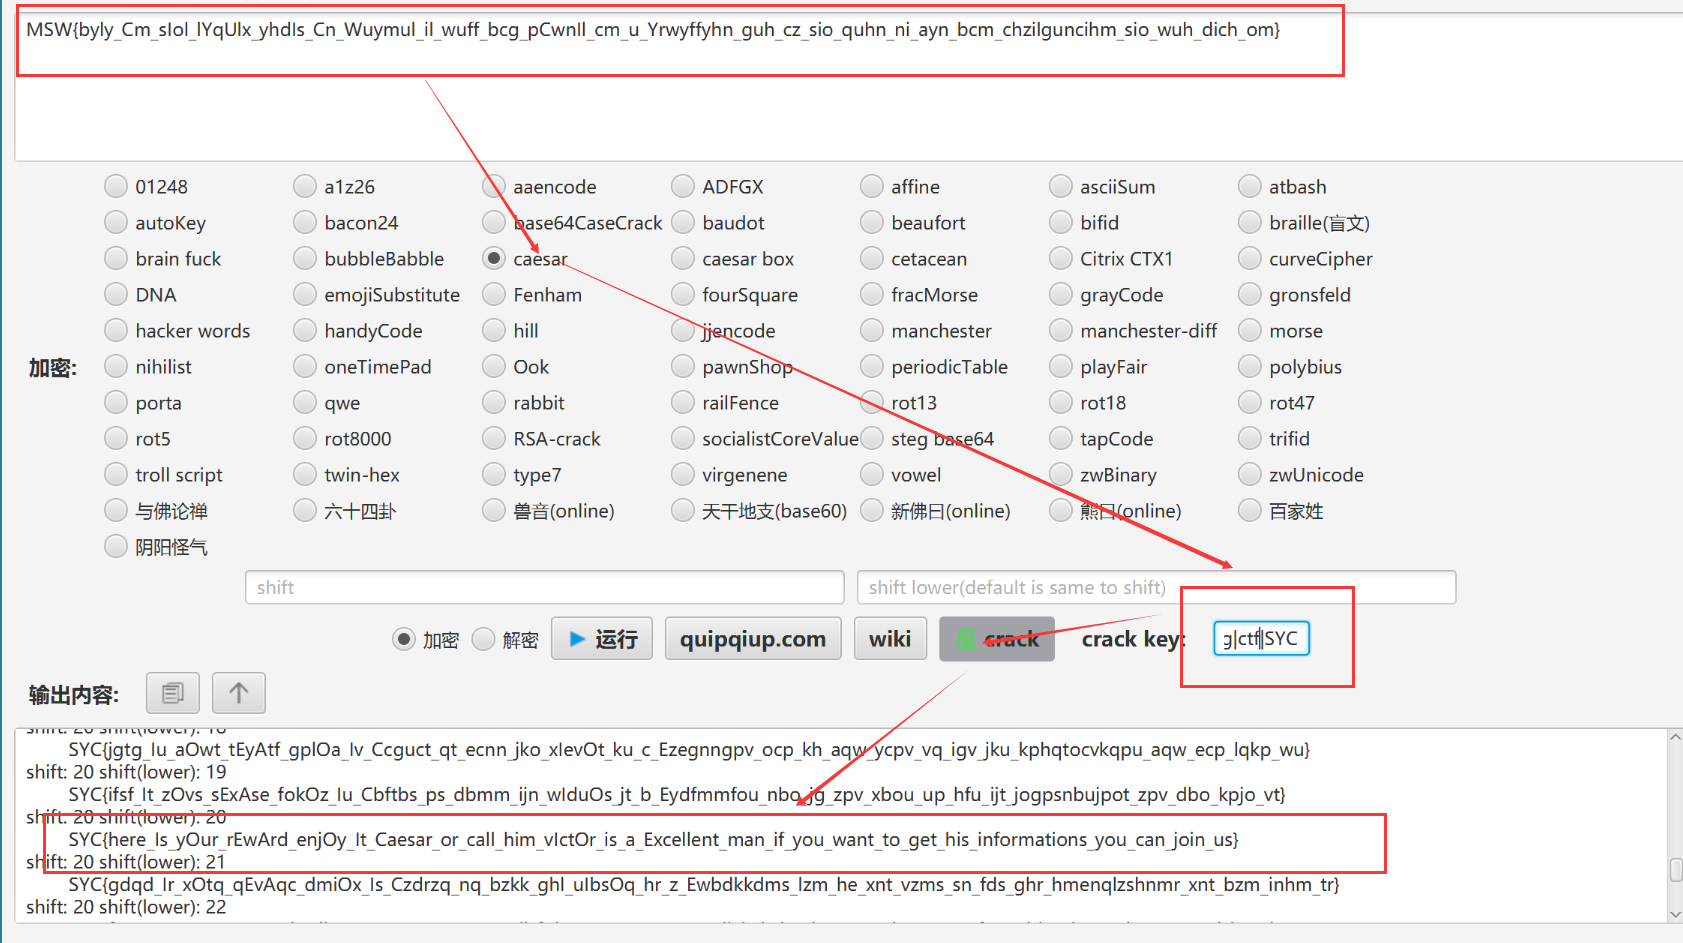 MSW{byly_Cm_sIol_lYqUlx_yhdIs_Cn_Wuymul_il_wuff_bcg_pCwnIl_cm_u_Yrwyffyhn_guh_cz_sio_quhn_ni_ayn_bcm_chzilguncihm_sio_wuh_dich_om}
01248 a1z26 aaencode ADFGX affine asciiSum atbash
autoKey bacon24 base64CaseCrack baudot beaufort bifid braille(盲文)
brain fuck bubbleBabble caesar caesar box cetacean Citrix CTX1 curveCipher
DNA emojiSubstitute Fenham fourSquare fracMorse grayCode gronsfeld
hacker words handyCode hill jjencode manchester manchester-diff morse
加密: nihilist oneTimePad Ook pawnShop periodicTable playFair polybius
porta qwe rabbit railFence rot13 rot18 rot47
rot5 rot8000 RSA-crack socialistCoreValue steg base64 tapCode trifid
troll script twin-hex type7 virgenene vowel zwBinary zwUnicode
与佛论禅 六十四卦 兽音(online) 天干地支(base60) 新佛曰(online) 熊曰(online) 百家姓
阴阳怪气
shift shift lower(default is same to shift)
加密 解密 运行 quipqiup.com wiki crack crack key: g|ctf|SYC
输出内容:
shift: 20 shift(lower): 18
SYC{jgtg_Iu_aOwt_tEyAtf_gplOa_Iv_Ccguct_qt_ecnn_jko_xIevOt_ku_c_Ezegnngpv_ocp_kh_aqw_ycpv_vq_igv_jku_kphqtocvkqpu_aqw_ecp_lqkp_wu}
shift: 20 shift(lower): 19
SYC{ifsf_It_zOvs_sExAse_fokOz_Iu_Cbftbs_ps_dbmm_ijn_wIduOs_jt_b_Eydfmmfou_nbo_jg_zpv_xbou_up_hfu_ijt_jogpsnbujpot_zpv_dbo_kpjo_vt}
shift: 20 shift(lower): 20
SYC{here_Is_yOur_rEwArd_enjOy_It_Caesar_or_call_him_vIctOr_is_a_Excellent_man_if_you_want_to_get_his_informations_you_can_join_us}
shift: 20 shift(lower): 21
SYC{gdqd_Ir_xOtq_qEvAqc_dmiOx_Is_Czdrzq_nq_bzkk_ghl_uIbsOq_hr_z_Ewbdkkdms_lzm_he_xnt_vzms_sn_fds_ghr_hmenqlzshnmr_xnt_bzm_inhm_tr}
shift: 20 shift(lower): 22